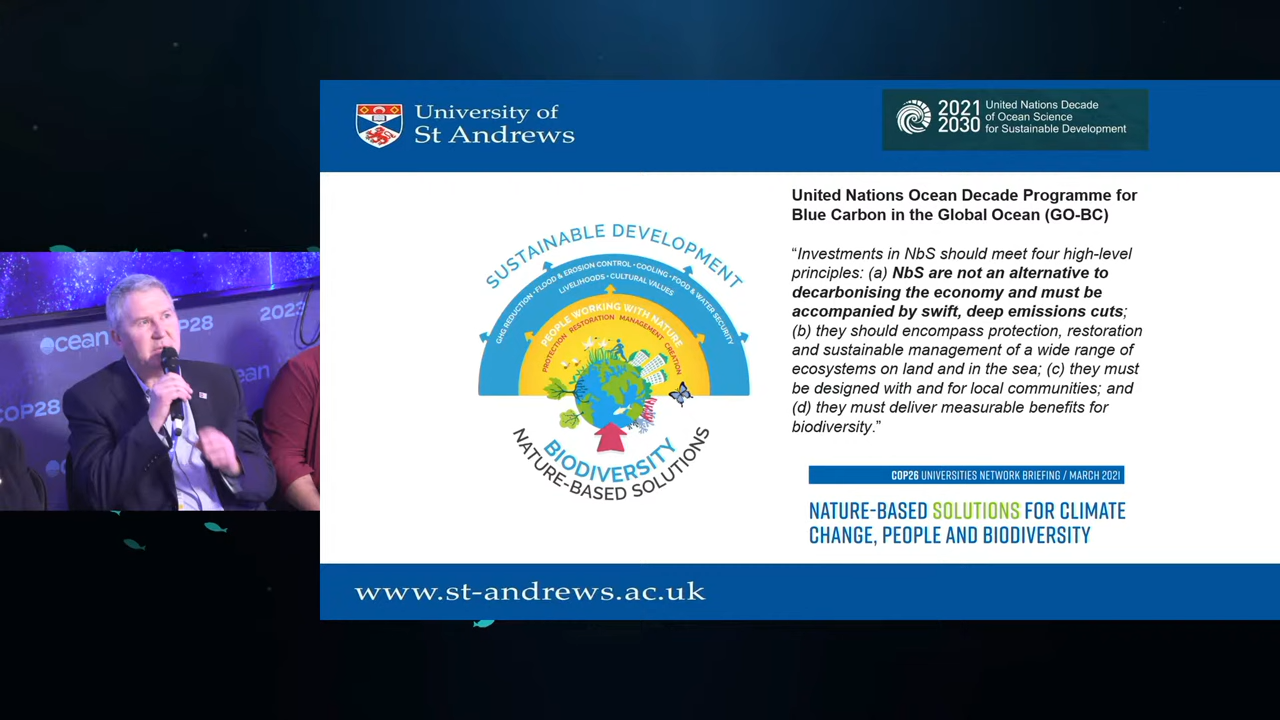 University of
St Andrews
2021
2030
United Nations Decade
of Ocean Science
for Sustainable Development
United Nations Ocean Decade Programme for
Blue Carbon in the Global Ocean (GO-BC)
“Investments in NbS should meet four high-level
principles: (a) NbS are not an alternative to
decarbonising the economy and must be
accompanied by swift, deep emissions cuts;
(b) they should encompass protection, restoration
and sustainable management of a wide range of
ecosystems on land and in the sea; (c) they must
be designed with and for local communities; and
(d) they must deliver measurable benefits for
biodiversity.”
SUSTAINABLE DEVELOPMENT
GHG REDUCTION • FLOOD & EROSION CONTROL • COOLING • FOOD & WATER SECURITY
LIVELIHOODS • CULTURAL VALUES
PEOPLE WORKING WITH NATURE
PROTECTION RESTORATION MANAGEMENT CREATION
BIODIVERSITY
NATURE-BASED SOLUTIONS
COP26 UNIVERSITIES NETWORK BRIEFING / MARCH 2021
NATURE-BASED SOLUTIONS FOR CLIMATE
CHANGE, PEOPLE AND BIODIVERSITY
www.st-andrews.ac.uk
ocean
COP28
2023
ean
COP28